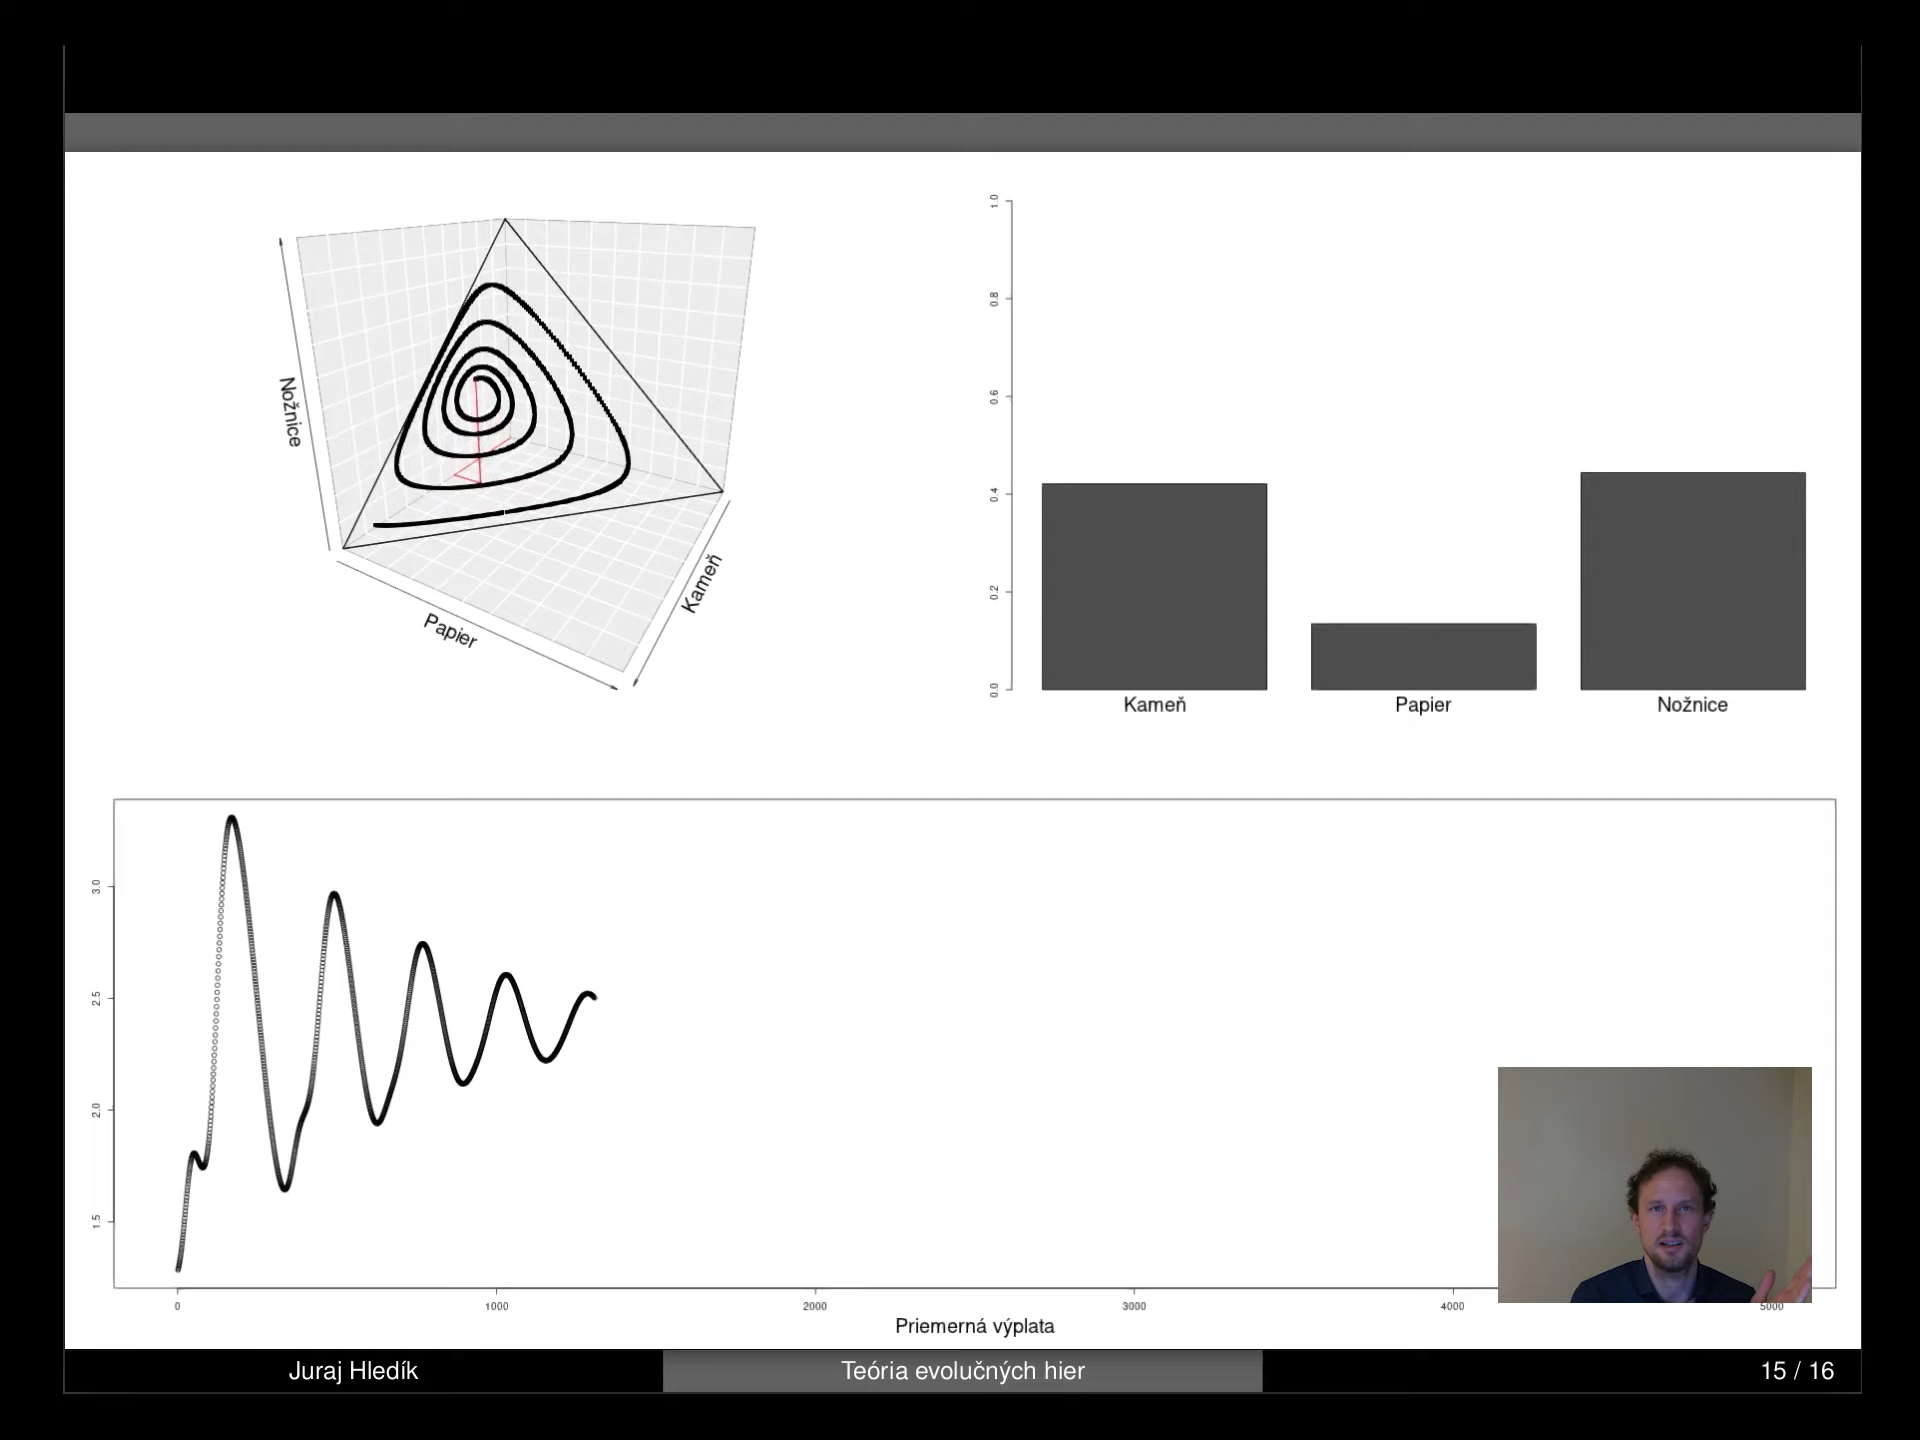 Nožnice
Papier
Kameň
1.0
0.8
0.6
0.4
0.2
0.0
Kameň
Papier
Nožnice
3.0
2.5
2.0
1.5
0
1000
2000
3000
4000
5000
Priemerná výplata
Juraj Hledík
Teória evolučných hier
15 / 16